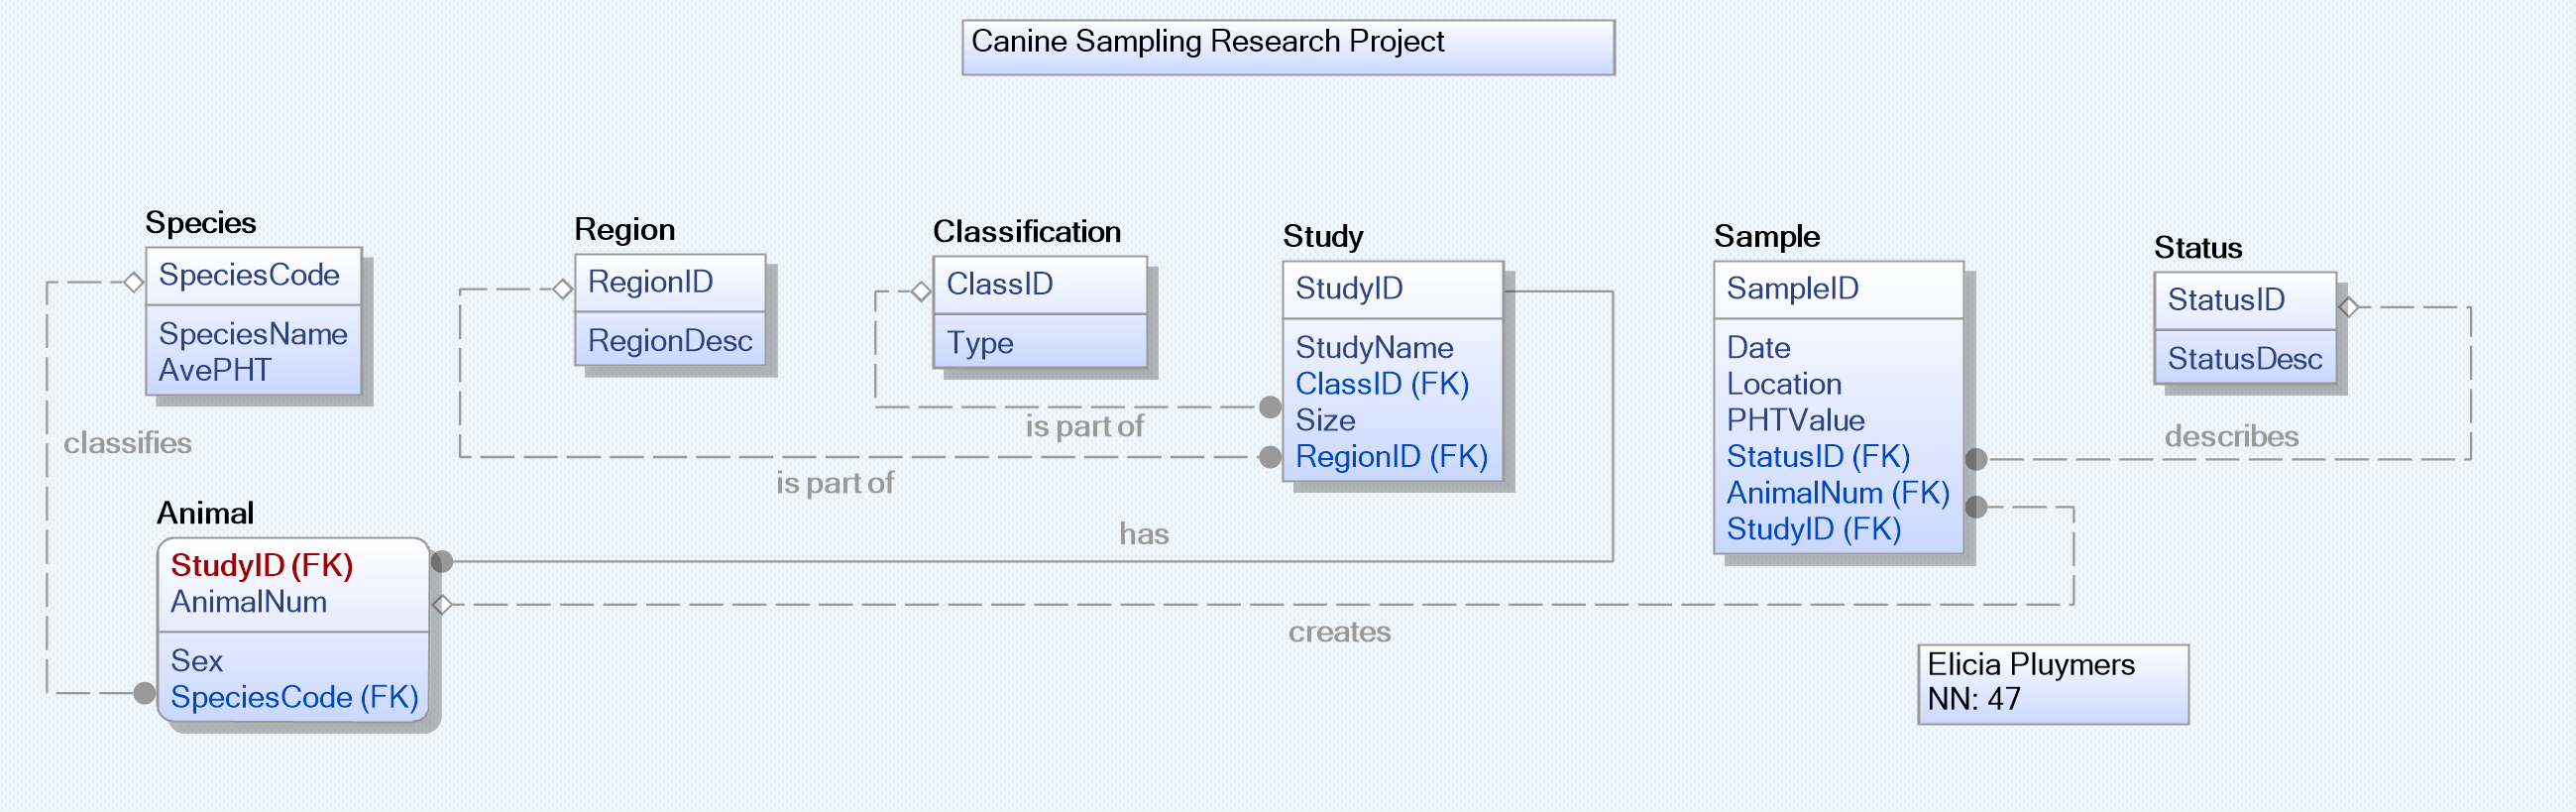 Canine Sampling Research Project
Species
SpeciesCode
SpeciesName
AvePHT
classifies
Region
RegionID
RegionDesc
is part of
Classification
ClassID
Type
is part of
Study
StudyID
StudyName
ClassID (FK)
Size
RegionID (FK)
has
Sample
SampleID
Date
Location
PHTValue
StatusID (FK)
AnimalNum (FK)
StudyID (FK)
Status
StatusID
StatusDesc
describes
Animal
StudyID (FK)
AnimalNum
Sex
SpeciesCode (FK)
creates
Elicia Pluymers
NN: 47